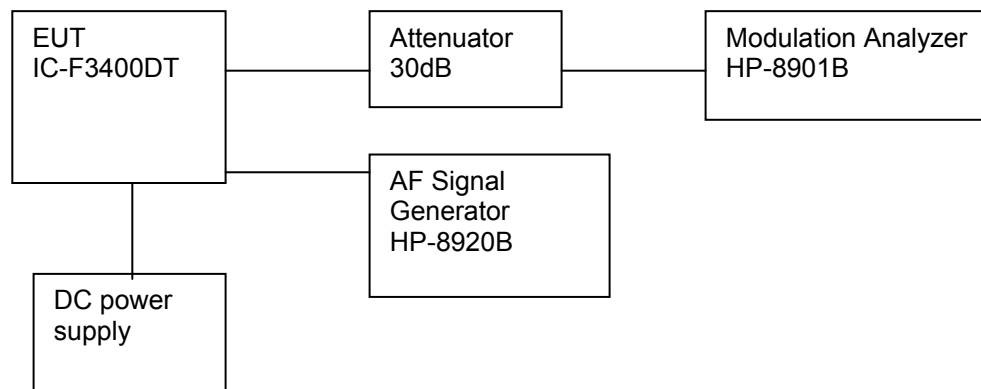 EUT
IC-F3400DT
Attenuator
30dB
Modulation Analyzer
HP-8901B
AF Signal
Generator
HP-8920B
DC power
supply